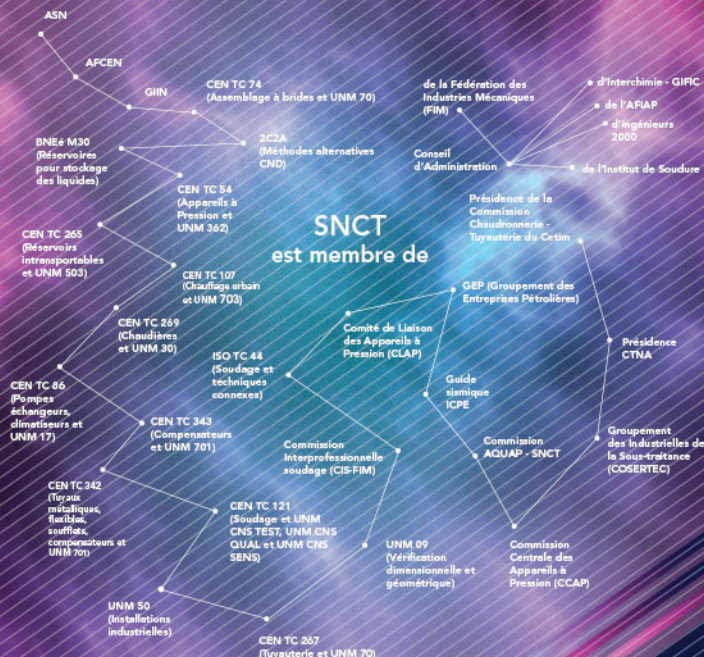 ASN
AFCEN
GIIN
CEN TC 74
(Assemblage à brides et UNM 70)
2C2A
(Méthodes alternatives
CND)
BNEé M30
(Réservoires
pour stockage
des liquides)
CEN TC 54
(Appareils à
Pression et
UNM 362)
CEN TC 265
(Réservoirs
intransportables
et UNM 503)
CEN TC 107
(Chauffage urbain
et UNM 703)
CEN TC 269
(Chaudières
et UNM 30)
CEN TC 86
(Pompes
échangeurs,
climatiseurs et
UNM 17)
CEN TC 343
(Compensateurs
et UNM 701)
CEN TC 342
(Tuyaux
métalliques,
flexibles,
soufflets,
compensateurs et
UNM 701)
CEN TC 121
(Soudage et UNM
CNS TEST, UNM CNS
QUAL et UNM CNS
SENS)
UNM 50
(Installations
industrielles)
CEN TC 267
(Tuyauterie et UNM 70)
UNM 09
(Vérification
dimensionnelle et
géométrique)
Commission
Interprofessionnelle
soudage (CIS-FIM)
ISO TC 44
(Soudage et
techniques
connexes)
Comité de Liaison
des Appareils à
Pression (CLAP)
SNCT
est membre de
GEP (Groupement des
Entreprises Pétrolières)
Guide
sismique
ICPE
Commission
AQUAP - SNCT
Commission
Centrale des
Appareils à
Pression (CCAP)
Groupement
des Industrielles de
la Sous-traitance
(COSERTEC)
Présidence
CTNA
Présidence de la
Commission
Chaudronnerie -
Tuyauterie du Cetim
Conseil
d'Administration
de la Fédération des
Industries Mécaniques
(FIM)
d'Interchimie - GIFIC
de l'AFIAP
d'ingénieurs
2000
de l'Institut de Soudure